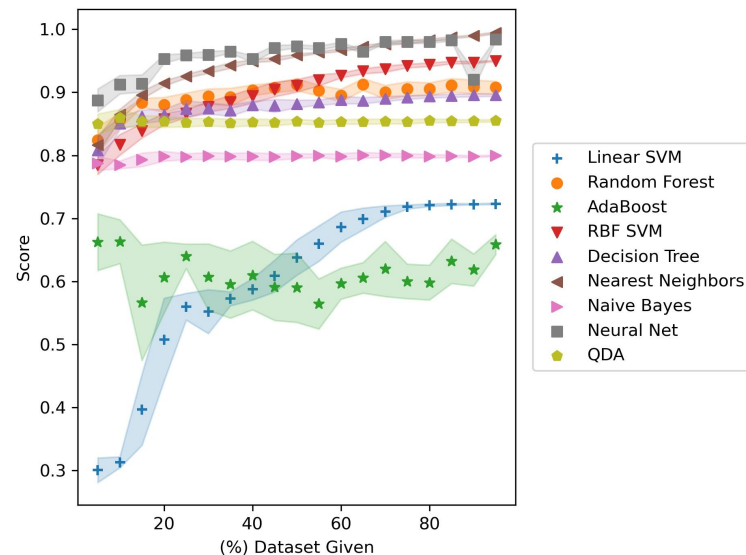 1.0
0.9
0.8
0.7
0.6
0.5
0.4
0.3
Score
20 40 60 80
(%) Dataset Given
Linear SVM
Random Forest
AdaBoost
RBF SVM
Decision Tree
Nearest Neighbors
Naive Bayes
Neural Net
QDA